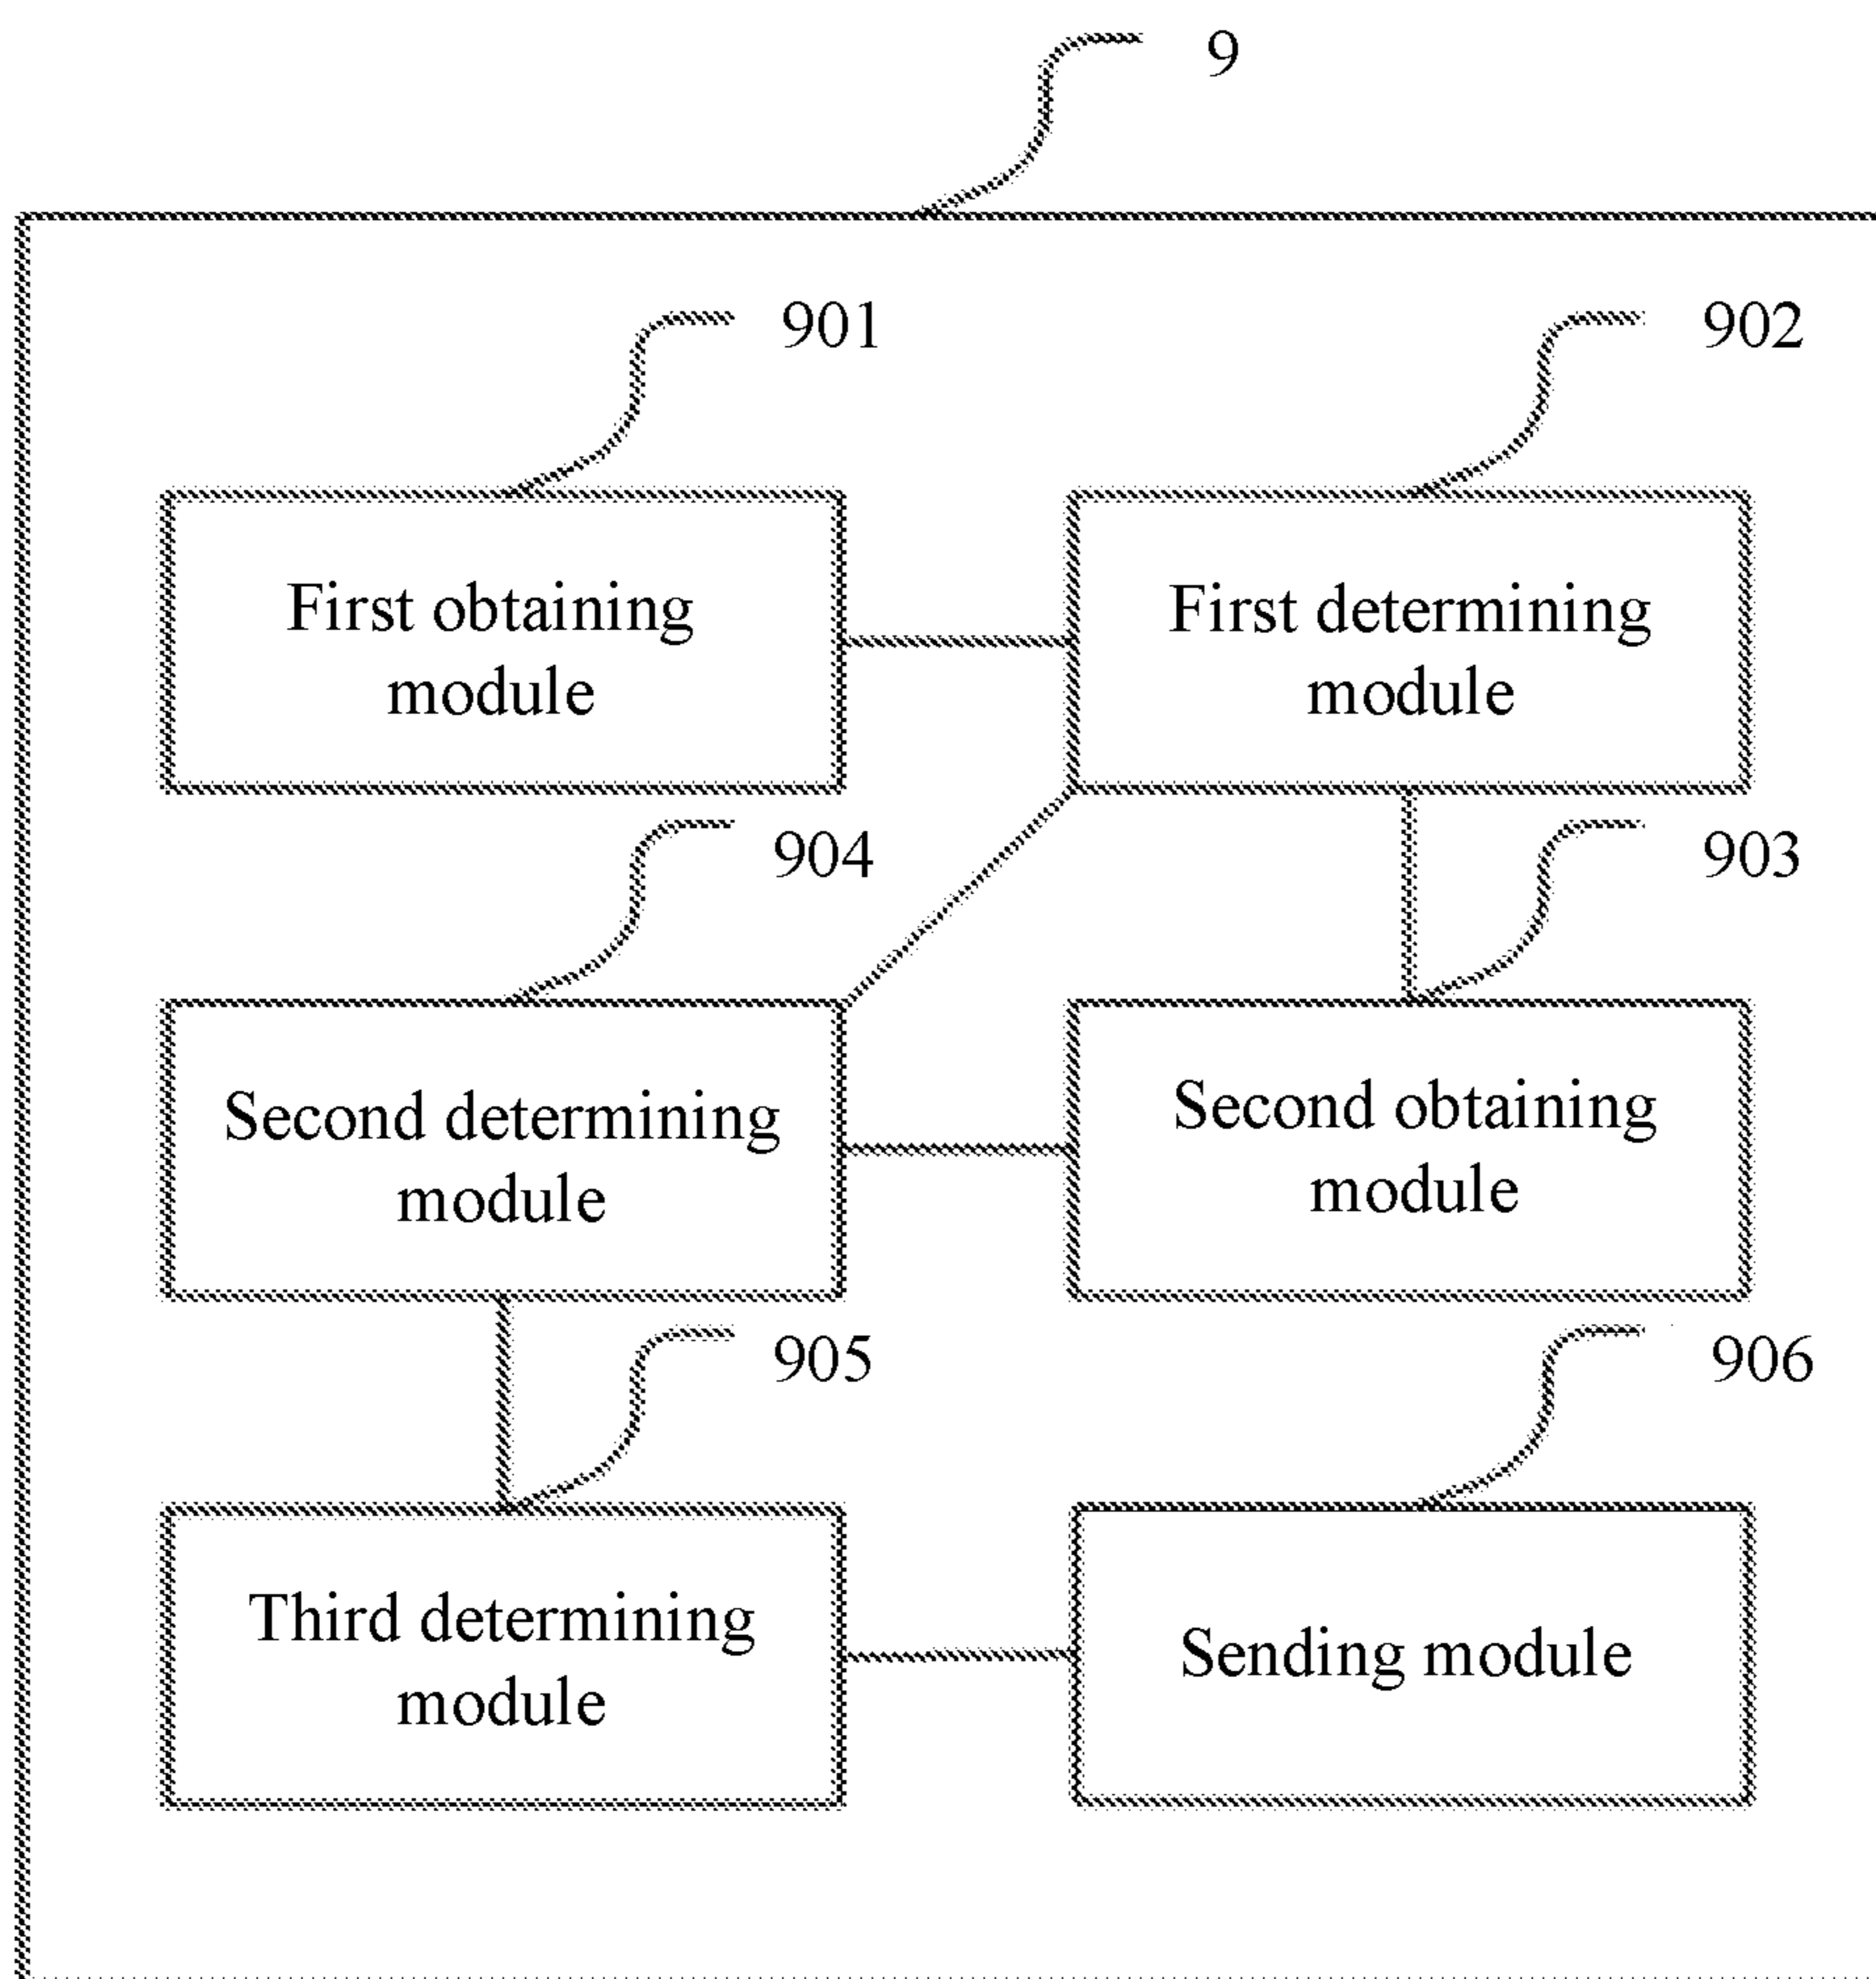 9
901
902
First obtaining
module
First determining
module
904
903
Second determining
module
Second obtaining
module
905
906
Third determining
module
Sending module